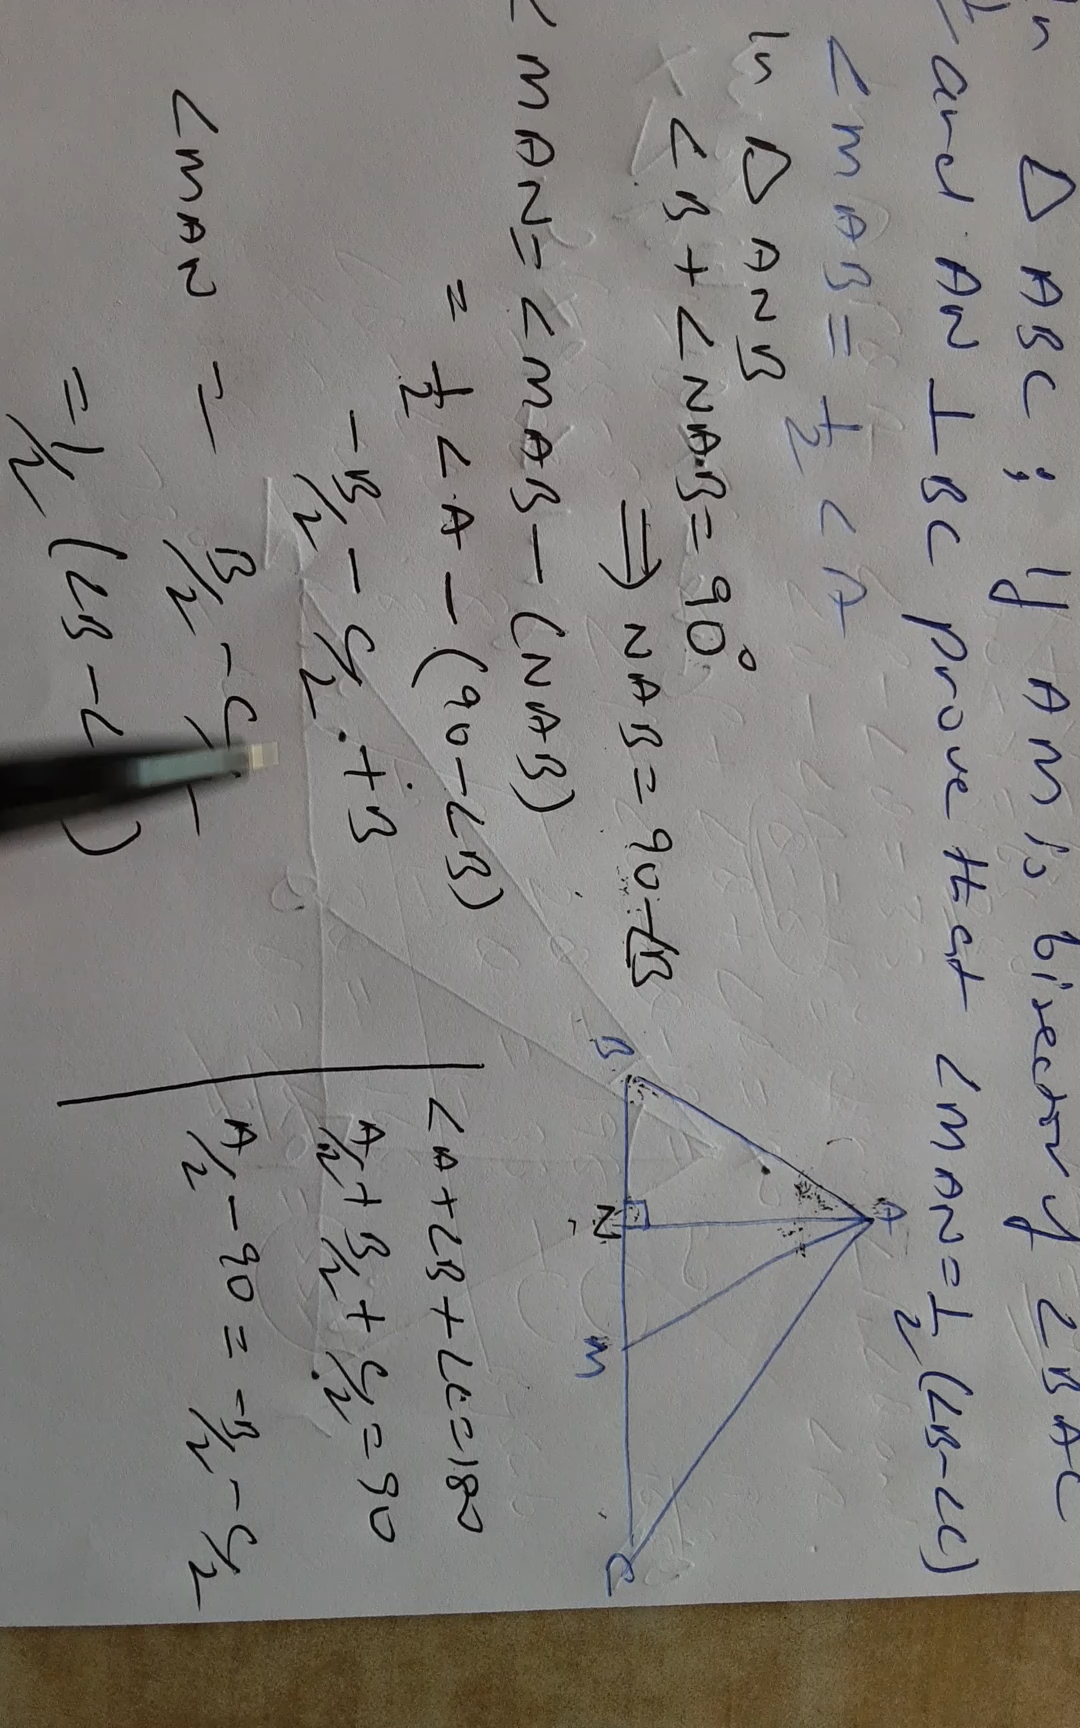 In Δ ABC ; If AM is bisector of ∠BAC
and AN ⊥ BC prove that ∠MAN = 1/2 (∠B-∠C)
∠MAB = 1/2 ∠A
In Δ ANB
∠B + ∠NAB = 90°
⇒ NAB = 90-∠B
∠MAN = ∠MAB - (NAB)
= 1/2 ∠A - (90-∠B)
-B/2 - C/2 + B
∠MAN = B/2 - C/2
= 1/2 (∠B-∠ )
A
B
N
M
C
∠A+∠B+∠C=180
A/2 + B/2 + C/2 = 90
A/2 - 90 = -B/2 - C/2